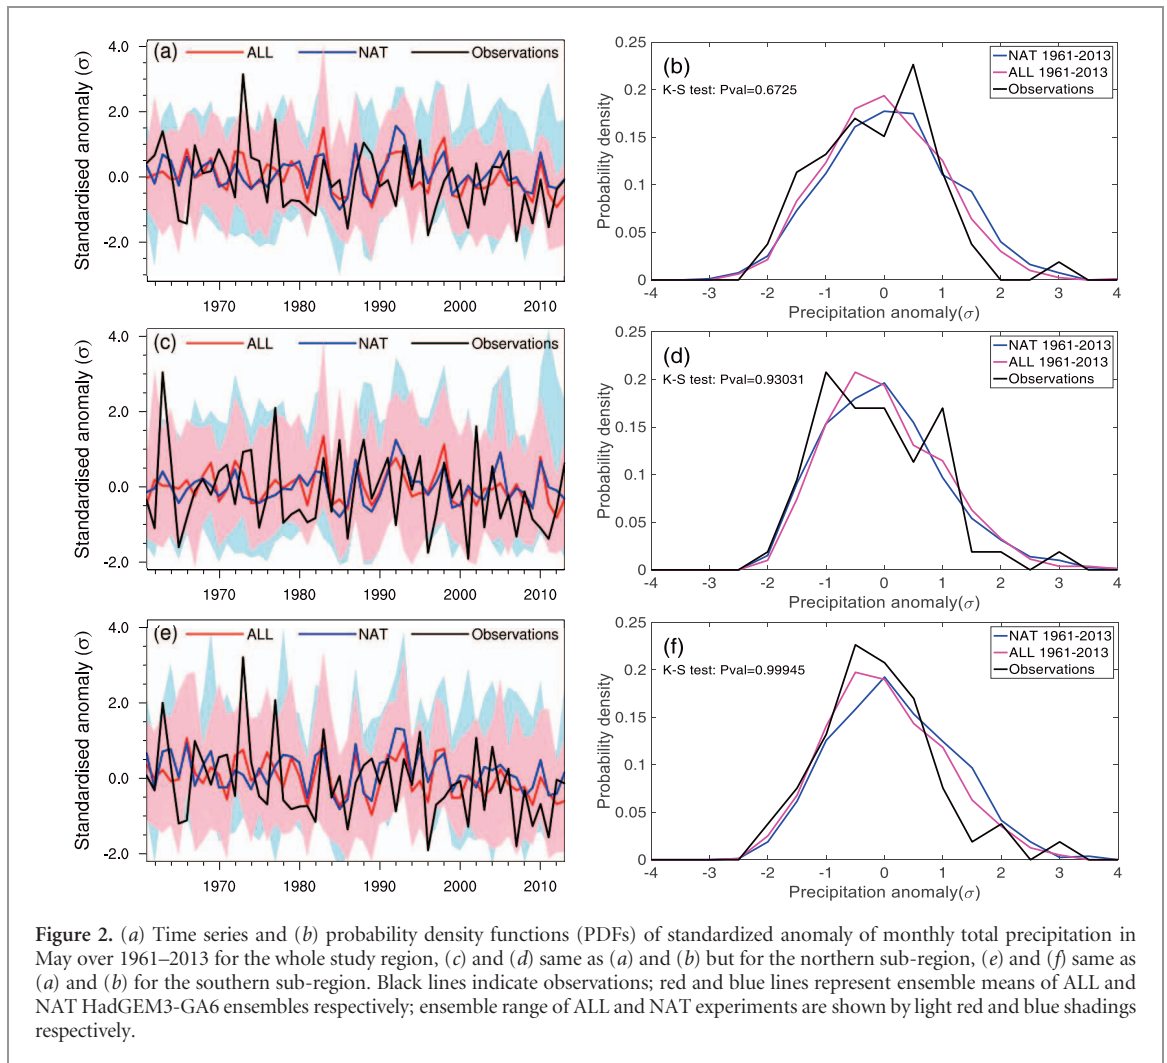 (a) ALL NAT Observations
4.0
2.0
0.0
-2.0
Standardised anomaly (σ)
1970 1980 1990 2000 2010
(b)
K-S test: Pval=0.6725
NAT 1961-2013
ALL 1961-2013
Observations
0.25
0.2
0.15
0.1
0.05
0
Probability density
-4 -3 -2 -1 0 1 2 3 4
Precipitation anomaly(σ)
(c) ALL NAT Observations
4.0
2.0
0.0
-2.0
Standardised anomaly (σ)
1970 1980 1990 2000 2010
(d)
K-S test: Pval=0.93031
NAT 1961-2013
ALL 1961-2013
Observations
0.25
0.2
0.15
0.1
0.05
0
Probability density
-4 -3 -2 -1 0 1 2 3 4
Precipitation anomaly(σ)
(e) ALL NAT Observations
4.0
2.0
0.0
-2.0
Standardised anomaly (σ)
1970 1980 1990 2000 2010
(f)
K-S test: Pval=0.99945
NAT 1961-2013
ALL 1961-2013
Observations
0.25
0.2
0.15
0.1
0.05
0
Probability density
-4 -3 -2 -1 0 1 2 3 4
Precipitation anomaly(σ)
Figure 2. (a) Time series and (b) probability density functions (PDFs) of standardized anomaly of monthly total precipitation in
May over 1961–2013 for the whole study region, (c) and (d) same as (a) and (b) but for the northern sub-region, (e) and (f) same as
(a) and (b) for the southern sub-region. Black lines indicate observations; red and blue lines represent ensemble means of ALL and
NAT HadGEM3-GA6 ensembles respectively; ensemble range of ALL and NAT experiments are shown by light red and blue shadings
respectively.